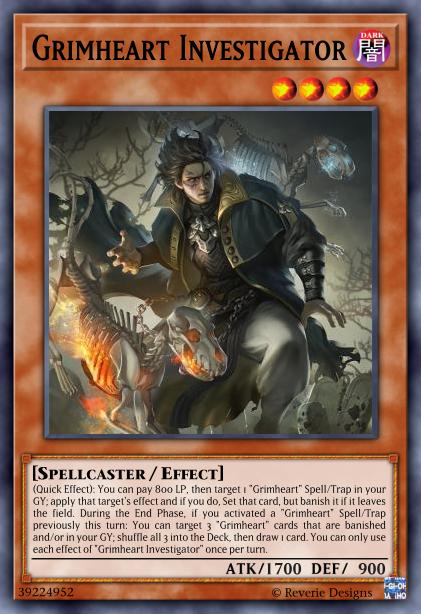 Grimheart Investigator
DARK
闇
[Spellcaster / Effect]
(Quick Effect): You can pay 800 LP, then target 1 "Grimheart" Spell/Trap in your
GY; apply that target's effect and if you do, Set that card, but banish it if it leaves
the field. During the End Phase, if you activated a "Grimheart" Spell/Trap
previously this turn: You can target 3 "Grimheart" cards that are banished
and/or in your GY; shuffle all 3 into the Deck, then draw 1 card. You can only use
each effect of "Grimheart Investigator" once per turn.
ATK/1700 DEF/ 900
39224952
© Reverie Designs